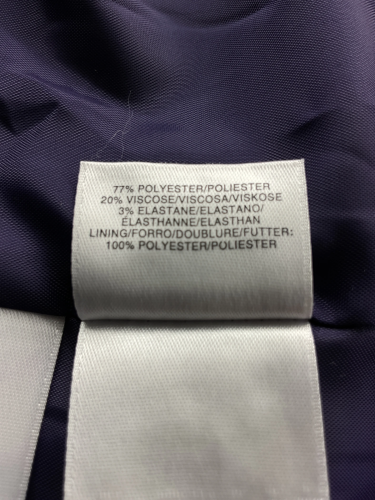 77% POLYESTER/POLIESTER
20% VISCOSE/VISCOSA/VISKOSE
3% ELASTANE/ELASTANO/
ÉLASTHANNE/ELASTHAN
LINING/FORRO/DOUBLURE/FUTTER:
100% POLYESTER/POLIESTER